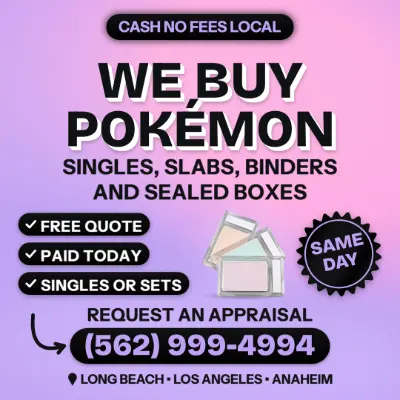 CASH NO FEES LOCAL
WE BUY
POKÉMON
SINGLES, SLABS, BINDERS
AND SEALED BOXES
✓ FREE QUOTE
✓ PAID TODAY
✓ SINGLES OR SETS
SAME
DAY
REQUEST AN APPRAISAL
(562) 999-4994
LONG BEACH • LOS ANGELES • ANAHEIM